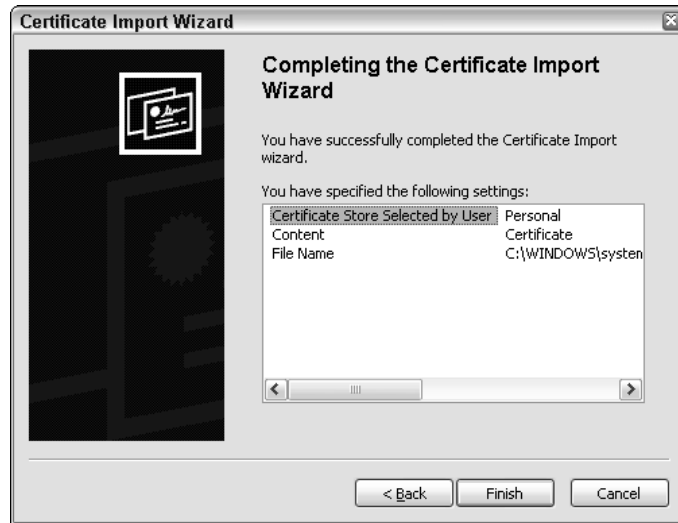 Certificate Import Wizard
Completing the Certificate Import
Wizard
You have successfully completed the Certificate Import
wizard.
You have specified the following settings:
Certificate Store Selected by User Personal
Content Certificate
File Name C:\WINDOWS\system
< Back Finish Cancel